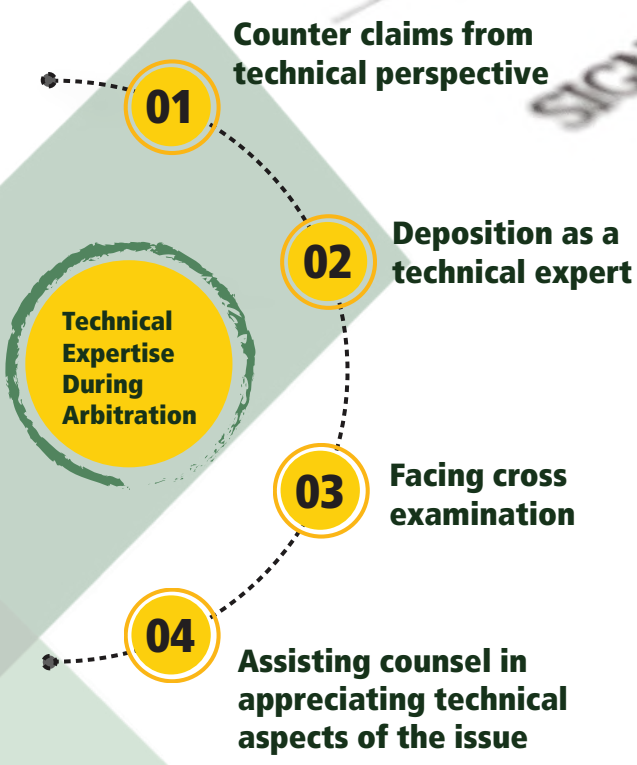 Counter claims from
technical perspective
01
02
Deposition as a
technical expert
Technical
Expertise
During
Arbitration
03
Facing cross
examination
04
Assisting counsel in
appreciating technical
aspects of the issue